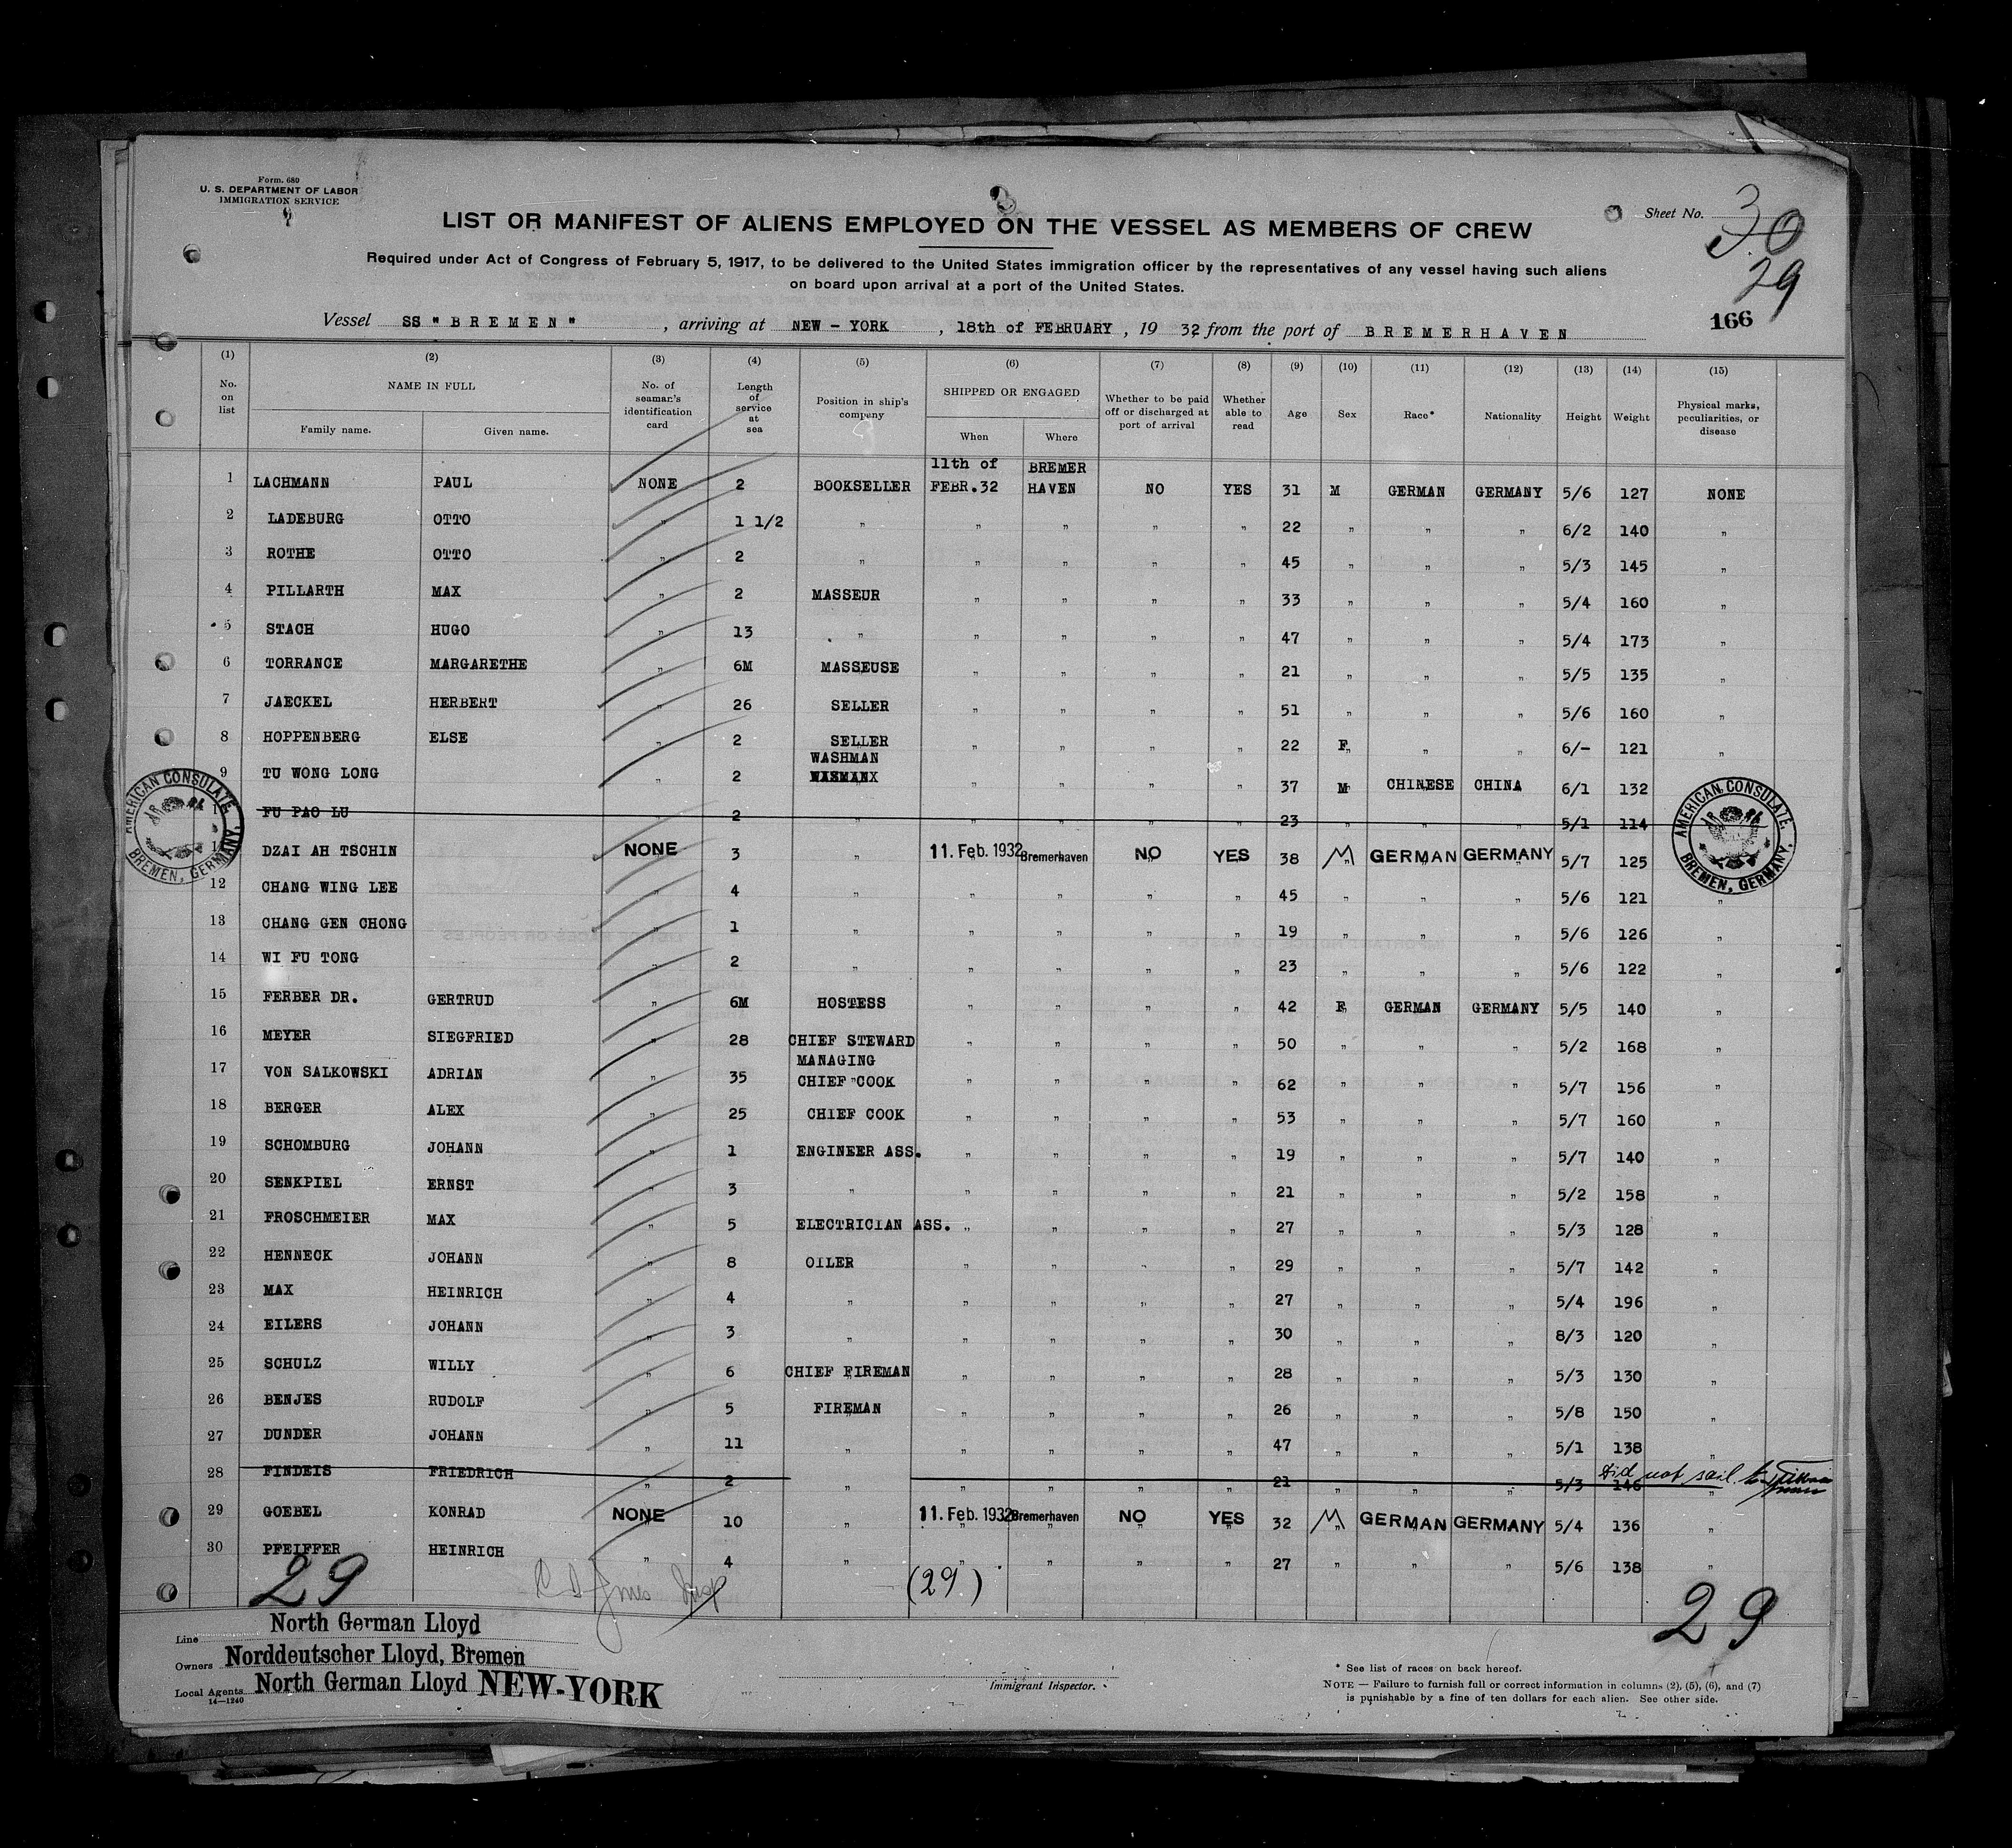 Form. 680
U. S. DEPARTMENT OF LABOR
IMMIGRATION SERVICE
LIST OR MANIFEST OF ALIENS EMPLOYED ON THE VESSEL AS MEMBERS OF CREW
Sheet No. 30
29
166
Required under Act of Congress of February 5, 1917, to be delivered to the United States immigration officer by the representatives of any vessel having such aliens
on board upon arrival at a port of the United States.
Vessel SS "BREMEN", arriving at NEW - YORK, 18th of FEBRUARY, 19 32 from the port of BREMERHAVEN
(1) (2) (3) (4) (5) (6) (7) (8) (9) (10) (11) (12) (13) (14) (15)
No. on list | NAME IN FULL | No. of seaman's identification card | Length of service at sea | Position in ship's company | SHIPPED OR ENGAGED | Whether to be paid off or discharged at port of arrival | Whether able to read | Age | Sex | Race* | Nationality | Height | Weight | Physical marks, peculiarities, or disease
Family name. | Given name. | When | Where
1 LACHMANN PAUL NONE 2 BOOKSELLER 11th of FEBR.32 BREMER HAVEN NO YES 31 M GERMAN GERMANY 5/6 127 NONE
2 LADEBURG OTTO " 1 1/2 " " " " " 22 " " " 6/2 140 "
3 ROTHE OTTO " 2 " " " " " 45 " " " 5/3 145 "
4 PILLARTH MAX " 2 MASSEUR " " " " 33 " " " 5/4 160 "
5 STACH HUGO " 13 " " " " " 47 " " " 5/4 173 "
6 TORRANCE MARGARETHE " 6M MASSEUSE " " " " 21 " " " 5/5 135 "
7 JAECKEL HERBERT " 26 SELLER " " " " 51 " " " 5/6 160 "
8 HOPPENBERG ELSE " 2 SELLER " " " " 22 F " " 6/- 121 "
9 TU WONG LONG " 2 WASHMAN " " " " 37 M CHINESE CHINA 6/1 132
FU PAO LU 2 " " " " " 23 " " " 5/1 114
DZAI AH TSCHIN NONE 3 " 11. Feb. 1932 Bremerhaven NO YES 38 M GERMAN GERMANY 5/7 125
12 CHANG WING LEE " 4 " " " " " 45 " " " 5/6 121 "
13 CHANG GEN CHONG " 1 " " " " " 19 " " " 5/6 126 "
14 WI FU TONG " 2 " " " " " 23 " " " 5/6 122 "
15 FERBER DR. GERTRUD " 6M HOSTESS " " " " 42 F GERMAN GERMANY 5/5 140 "
16 MEYER SIEGFRIED " 28 CHIEF STEWARD " " " " 50 " " " 5/2 168 "
17 VON SALKOWSKI ADRIAN " 35 MANAGING CHIEF COOK " " " " 62 " " " 5/7 156 "
18 BERGER ALEX " 25 CHIEF COOK " " " " 53 " " " 5/7 160 "
19 SCHOMBURG JOHANN " 1 ENGINEER ASS. " " " " 19 " " " 5/7 140 "
20 SENKPIEL ERNST " 3 " " " " " 21 " " " 5/2 158 "
21 FROSCHMEIER MAX " 5 ELECTRICIAN ASS. " " " " 27 " " " 5/3 128 "
22 HENNECK JOHANN " 8 OILER " " " " 29 " " " 5/7 142 "
23 MAX HEINRICH " 4 " " " " " 27 " " " 5/4 196 "
24 EILERS JOHANN " 3 " " " " " 30 " " " 8/3 120 "
25 SCHULZ WILLY " 6 CHIEF FIREMAN " " " " 28 " " " 5/3 130 "
26 BENJES RUDOLF " 5 FIREMAN " " " " 26 " " " 5/8 150 "
27 DUNDER JOHANN " 11 " " " " " 47 " " " 5/1 138 "
28 FINDEIS FRIEDRICH " 2 " " " " " 21 " " " 5/3 146 " Did not sail
29 GOEBEL KONRAD NONE 10 " 11. Feb. 1932 Bremerhaven NO YES 32 M GERMAN GERMANY 5/4 136 "
30 PFEIFFER HEINRICH " 4 " " " " " 27 " " " 5/6 138 "
29 (29) 29
AMERICAN CONSULATE, BREMEN, GERMANY
AMERICAN CONSULATE, BREMEN, GERMANY,
Line North German Lloyd
Owners Norddeutscher Lloyd, Bremen
Local Agents North German Lloyd NEW-YORK
14-1240
Immigrant Inspector.
* See list of races on back hereof.
NOTE — Failure to furnish full or correct information in columns (2), (5), (6), and (7)
is punishable by a fine of ten dollars for each alien. See other side.